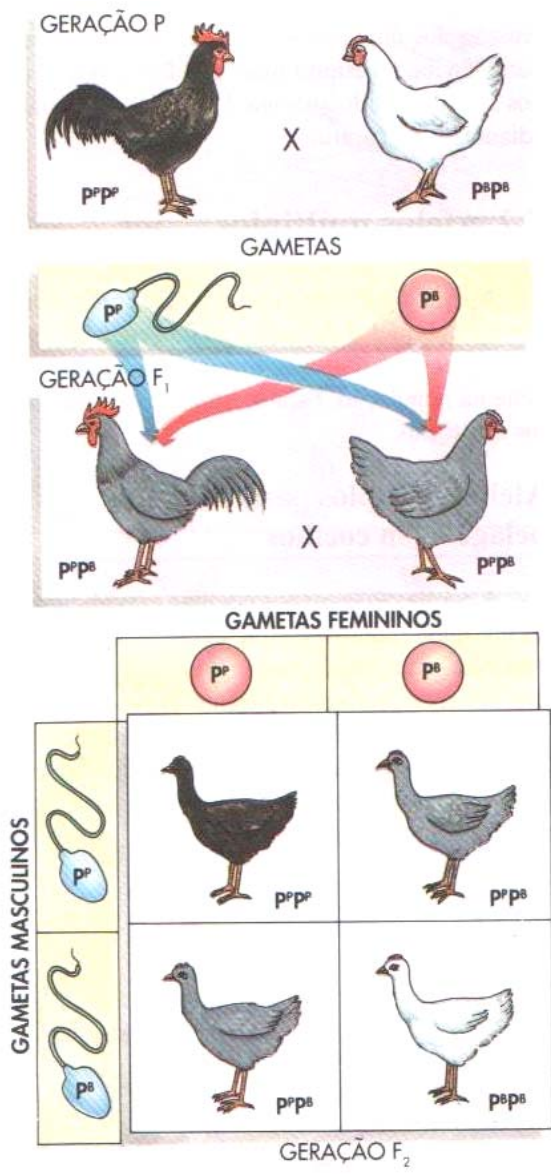 GERAÇÃO P
X
PᴾPᴾ
PᴮPᴮ
GAMETAS
Pᴾ
Pᴮ
GERAÇÃO F₁
X
PᴾPᴮ
PᴾPᴮ
GAMETAS FEMININOS
Pᴾ
Pᴮ
GAMETAS MASCULINOS
Pᴾ
PᴾPᴾ
PᴾPᴮ
Pᴮ
PᴾPᴮ
PᴮPᴮ
GERAÇÃO F₂